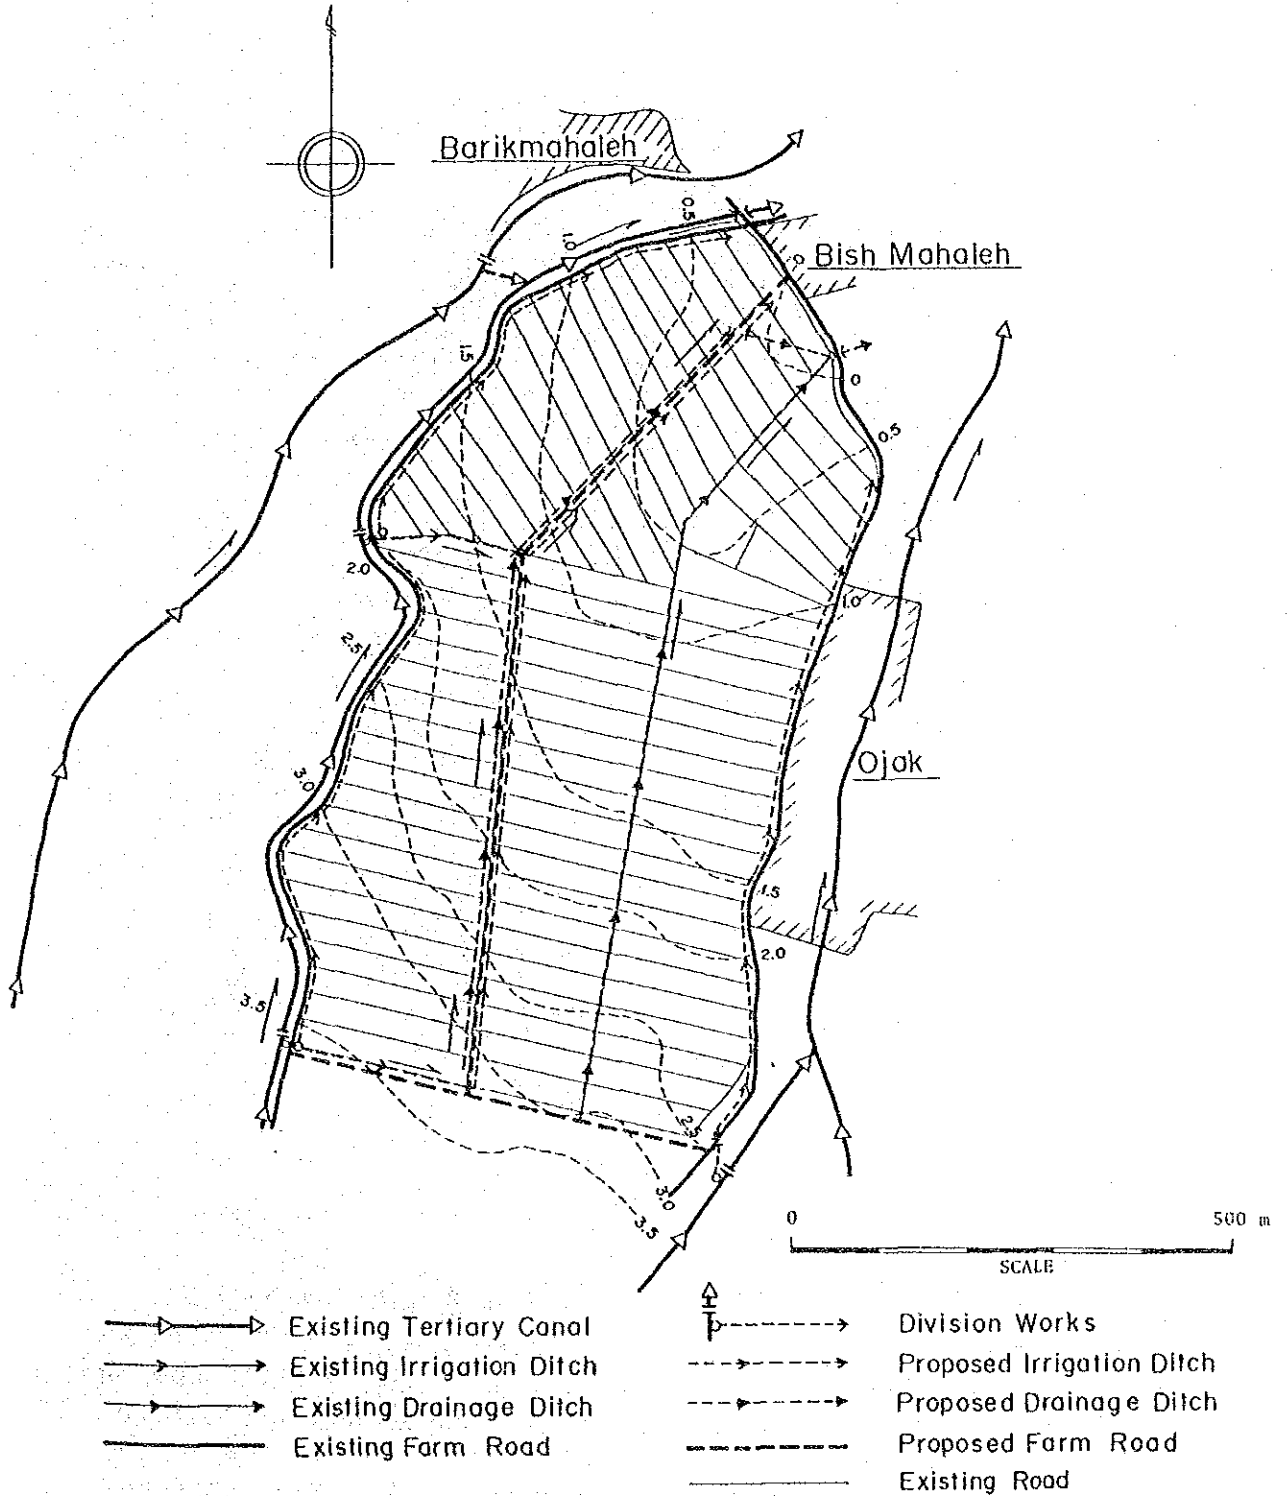 Barikmahaleh
0.5
1.0
Bish Mahaleh
0
1.5
0
0.5
2.0
1.0
2.5
Ojak
3.0
1.5
2.0
3.5
2.5
3.0
3.5
0 500 m
SCALE
Existing Tertiary Canal
Existing Irrigation Ditch
Existing Drainage Ditch
Existing Farm Road
Division Works
Proposed Irrigation Ditch
Proposed Drainage Ditch
Proposed Farm Road
Existing Road